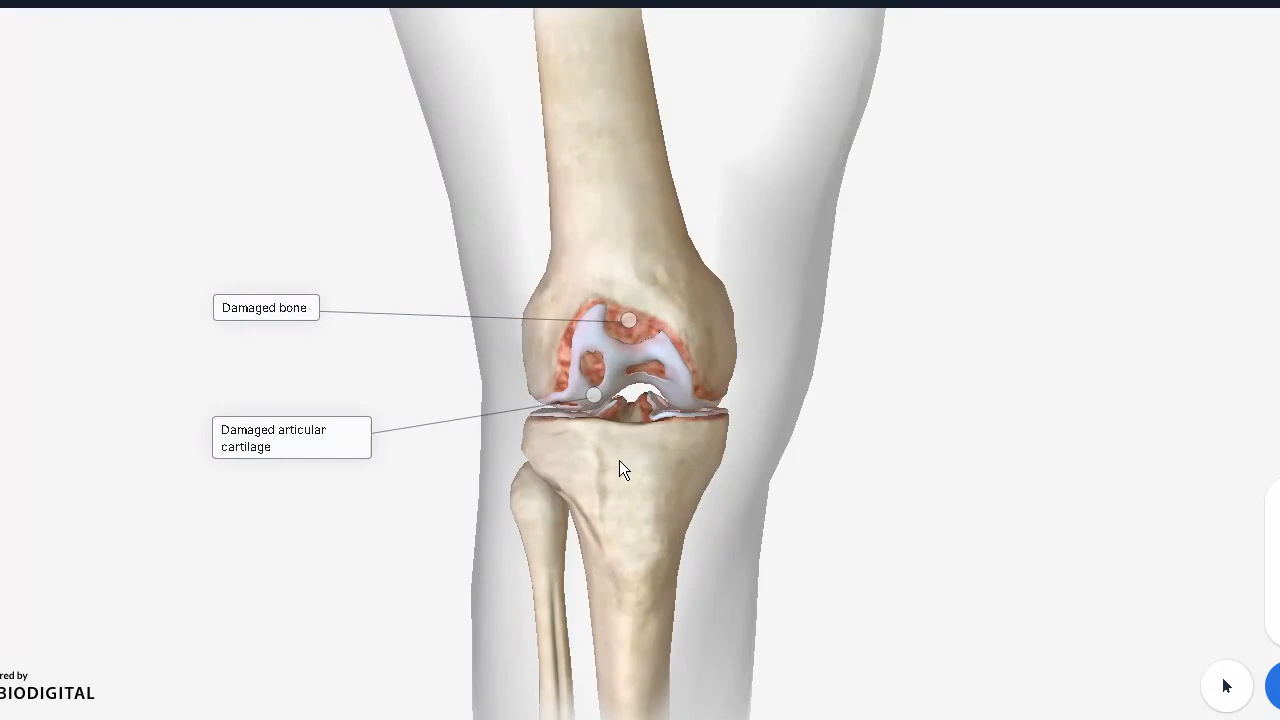 Damaged bone
Damaged articular
cartilage
red by
BIODIGITAL